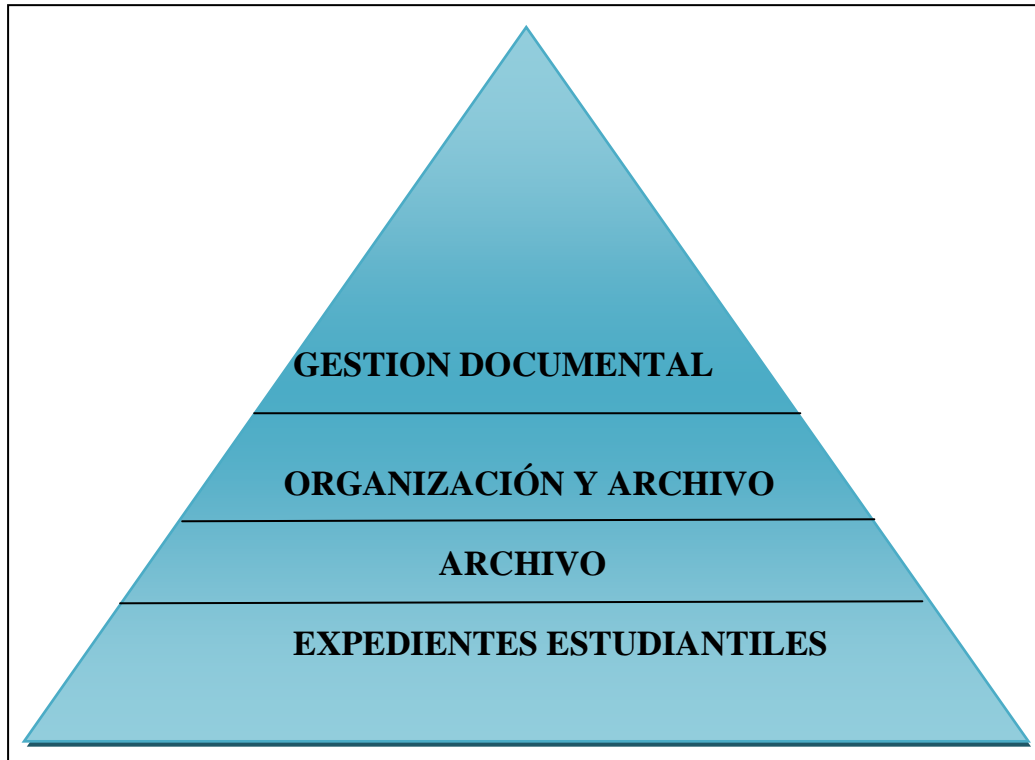 GESTION DOCUMENTAL
ORGANIZACIÓN Y ARCHIVO
ARCHIVO
EXPEDIENTES ESTUDIANTILES